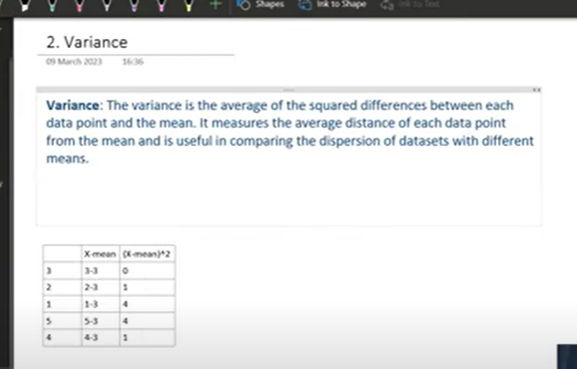 Shapes Ink to Shape Ink to Text
2. Variance
09 March 2023 16:36
Variance: The variance is the average of the squared differences between each
data point and the mean. It measures the average distance of each data point
from the mean and is useful in comparing the dispersion of datasets with different
means.
X-mean (X-mean)^2
3 3-3 0
2 2-3 1
1 1-3 4
5 5-3 4
4 4-3 1